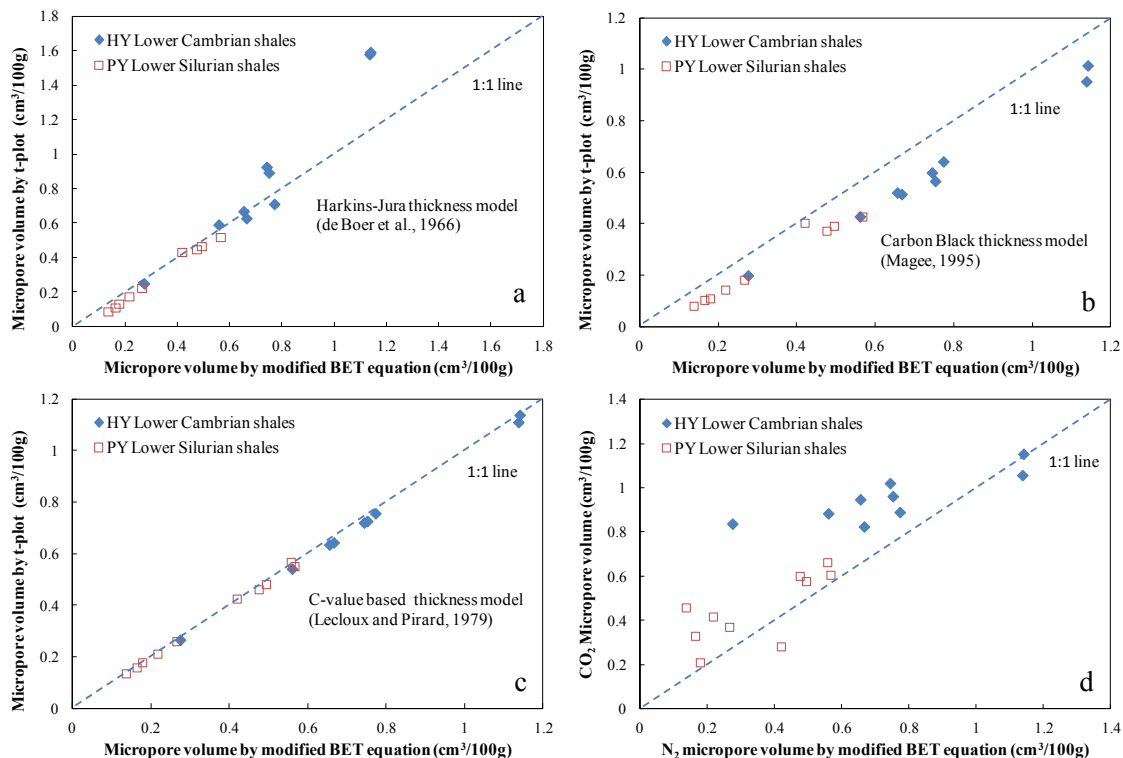 1.8
1.6
1.4
1.2
1
0.8
0.6
0.4
0.2
0
0 0.2 0.4 0.6 0.8 1 1.2 1.4 1.6 1.8
Micropore volume by t-plot (cm³/100g)
Micropore volume by modified BET equation (cm³/100g)
HY Lower Cambrian shales
PY Lower Silurian shales
1:1 line
Harkins-Jura thickness model
(de Boer et al., 1966)
a
1.2
1
0.8
0.6
0.4
0.2
0
0 0.2 0.4 0.6 0.8 1 1.2
Micropore volume by t-plot (cm³/100g)
Micropore volume by modified BET equation (cm³/100g)
HY Lower Cambrian shales
PY Lower Silurian shales
1:1 line
Carbon Black thickness model
(Magee, 1995)
b
1.2
1
0.8
0.6
0.4
0.2
0
0 0.2 0.4 0.6 0.8 1 1.2
Micropore volume by t-plot (cm³/100g)
Micropore volume by modified BET equation (cm³/100g)
HY Lower Cambrian shales
PY Lower Silurian shales
1:1 line
C-value based thickness model
(Lecloux and Pirard, 1979)
c
1.4
1.2
1
0.8
0.6
0.4
0.2
0
0 0.2 0.4 0.6 0.8 1 1.2 1.4
CO₂ Micropore volume (cm³/100g)
N₂ micropore volume by modified BET equation (cm³/100g)
HY Lower Cambrian shales
PY Lower Silurian shales
1:1 line
d